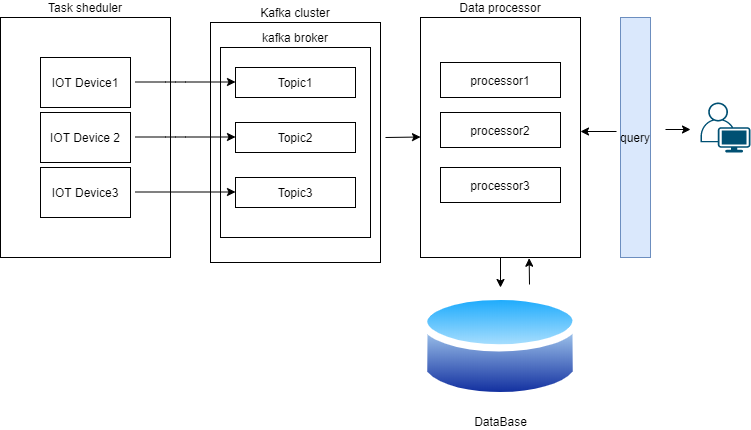 Task sheduler
Kafka cluster
Data processor
kafka broker
IOT Device1
Topic1
processor1
IOT Device 2
Topic2
processor2
query
IOT Device3
Topic3
processor3
DataBase